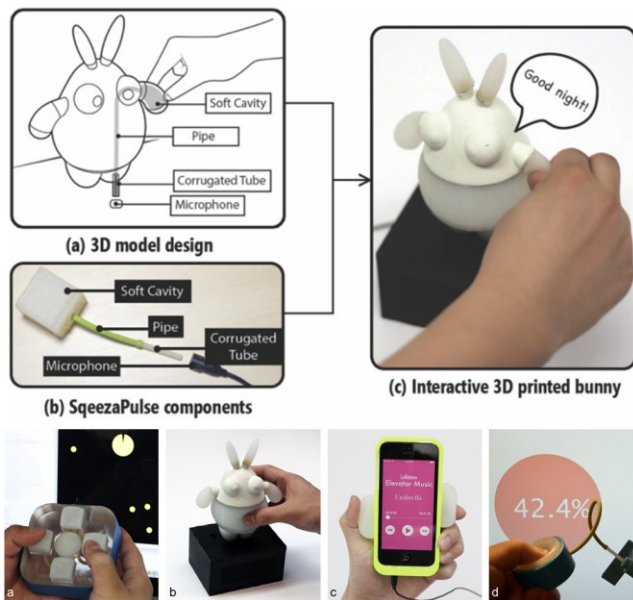 Soft Cavity
Pipe
Corrugated Tube
Microphone
(a) 3D model design
Soft Cavity
Pipe
Corrugated
Tube
Microphone
(b) SqeezaPulse components
Good night!
(c) Interactive 3D printed bunny
a
b
c
Elevator Music
Umbrella
d
42.4%